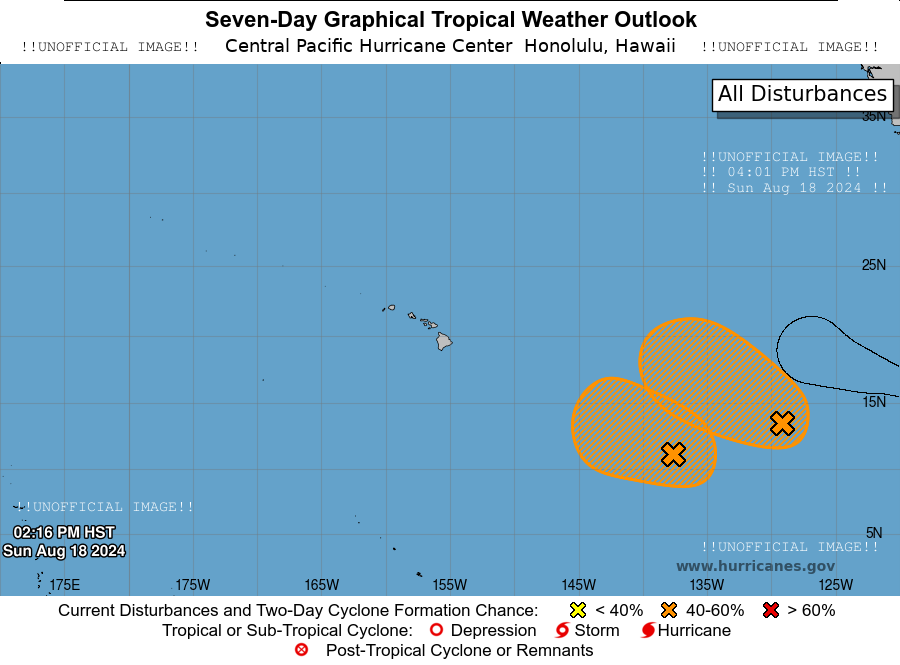 Seven-Day Graphical Tropical Weather Outlook
!!UNOFFICIAL IMAGE!! Central Pacific Hurricane Center Honolulu, Hawaii !!UNOFFICIAL IMAGE!!
All Disturbances
35N
!!UNOFFICIAL IMAGE!!
!! 04:01 PM HST !!
!! Sun Aug 18 2024 !!
25N
15N
!!UNOFFICIAL IMAGE!!
02:16 PM HST
5N
!!UNOFFICIAL IMAGE!!
Sun Aug 18 2024
www.hurricanes.gov
175E 175W 165W 155W 145W 135W 125W
Current Disturbances and Two-Day Cyclone Formation Chance: < 40% 40-60% > 60%
Tropical or Sub-Tropical Cyclone: Depression Storm Hurricane
Post-Tropical Cyclone or Remnants